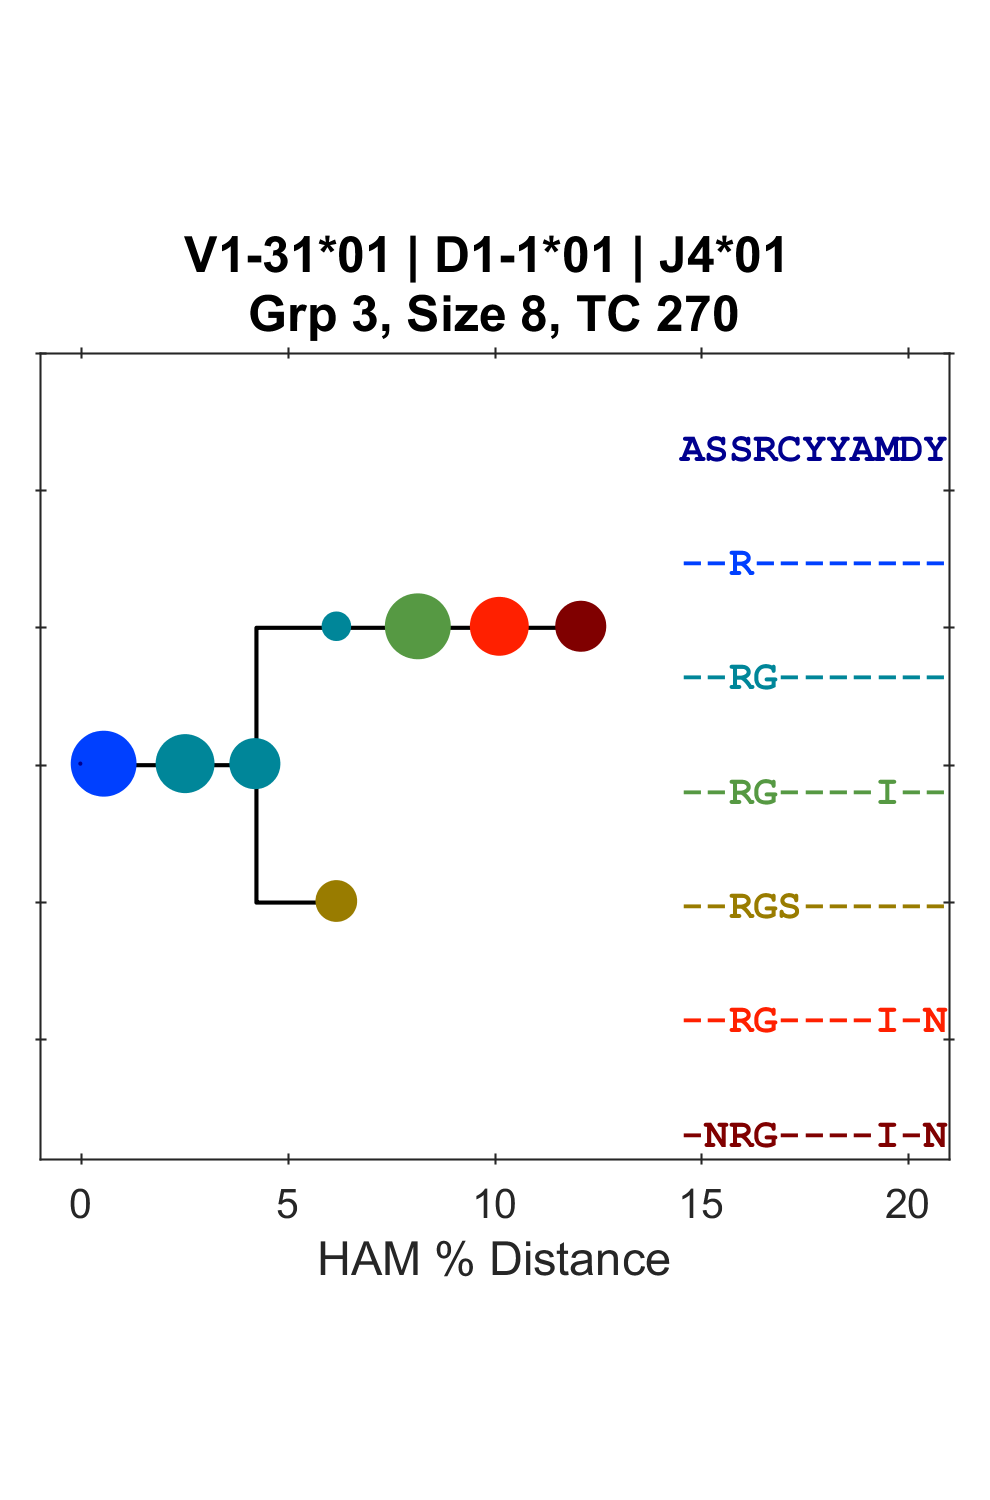 V1-31*01 | D1-1*01 | J4*01
Grp 3, Size 8, TC 270
ASSRCYYAMDY
--R--------
--RG-------
--RG----I--
--RGS------
--RG----I-N
-NRG----I-N
0 5 10 15 20
HAM % Distance